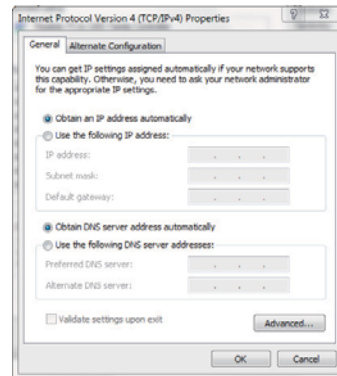 Internet Protocol Version 4 (TCP/IPv4) Properties
General
Alternate Configuration
You can get IP settings assigned automatically if your network supports
this capability. Otherwise, you need to ask your network administrator
for the appropriate IP settings.
Obtain an IP address automatically
Use the following IP address:
IP address:
Subnet mask:
Default gateway:
Obtain DNS server address automatically
Use the following DNS server addresses:
Preferred DNS server:
Alternate DNS server:
Validate settings upon exit
Advanced...
OK
Cancel